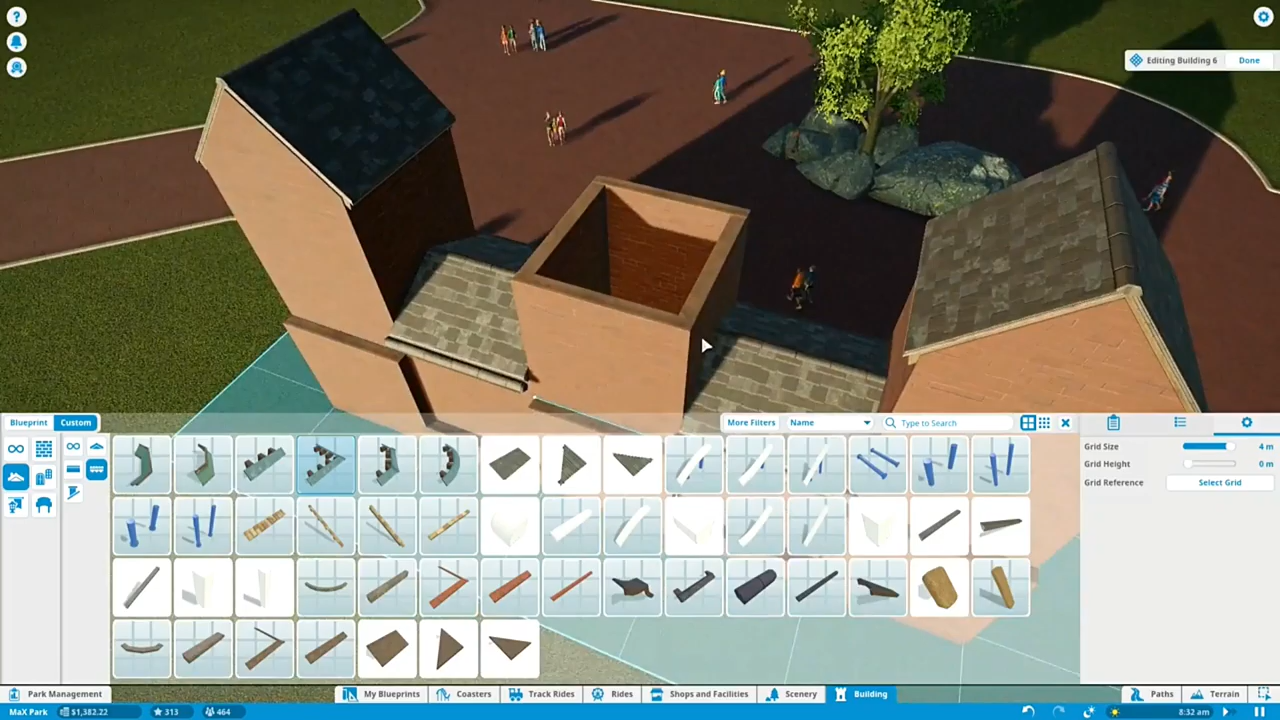 ?
Editing Building 6 Done
Blueprint Custom More Filters Name Type to Search
Grid Size 4 m
Grid Height 0 m
Grid Reference Select Grid
Park Management My Blueprints Coasters Track Rides Rides Shops and Facilities Scenery Building Paths Terrain
MaX Park $1,382.22 313 464 8:32 am